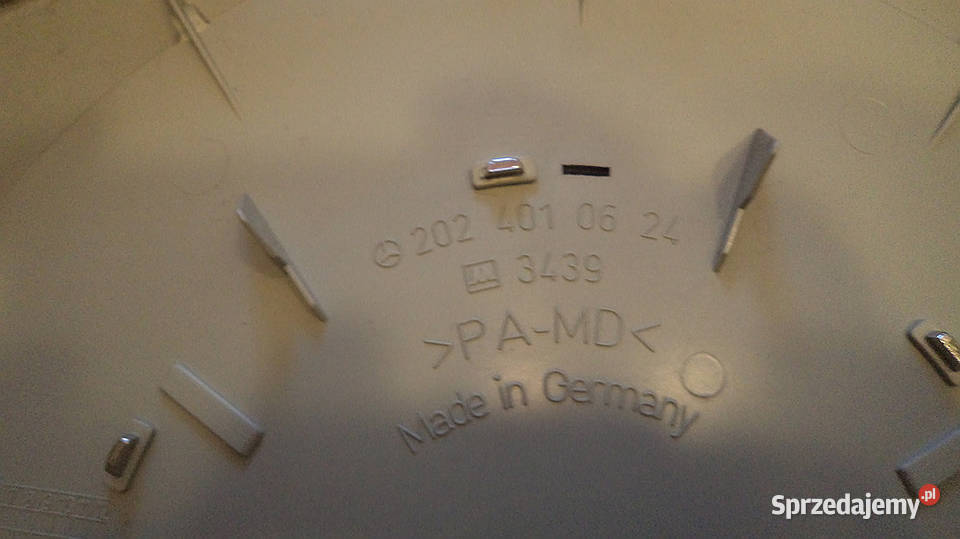 202 401 06 24
3439
>PA-MD<
Made in Germany
Sprzedajemy.pl